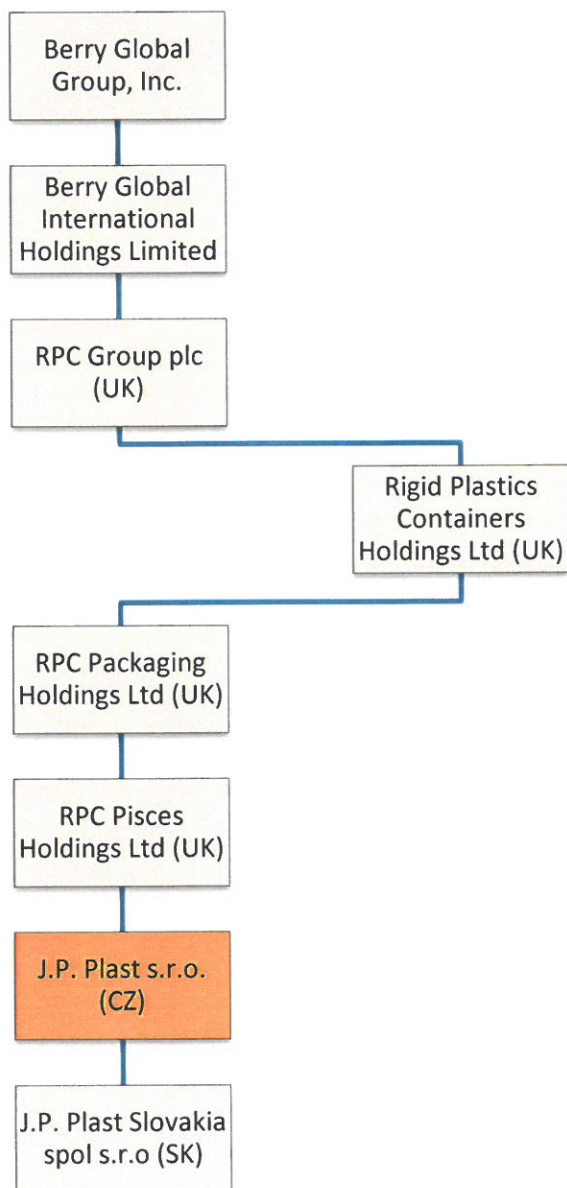 Berry Global
Group, Inc.
Berry Global
International
Holdings Limited
RPC Group plc
(UK)
Rigid Plastics
Containers
Holdings Ltd (UK)
RPC Packaging
Holdings Ltd (UK)
RPC Pisces
Holdings Ltd (UK)
J.P. Plast s.r.o.
(CZ)
J.P. Plast Slovakia
spol s.r.o (SK)